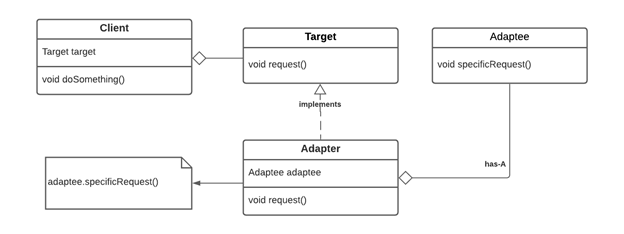 Client
Target target
void doSomething()
Target
void request()
Adaptee
void specificRequest()
implements
Adapter
Adaptee adaptee
void request()
has-A
adaptee.specificRequest()